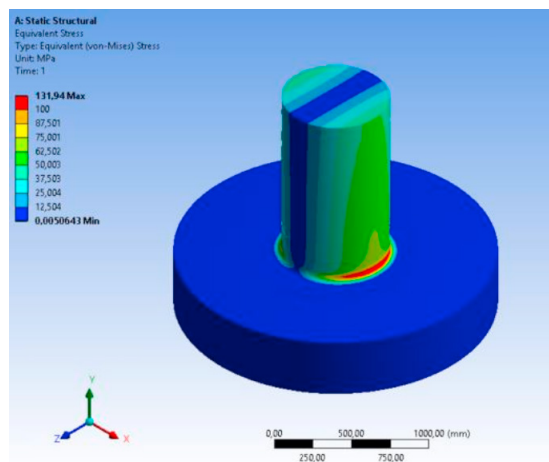 A: Static Structural
Equivalent Stress
Type: Equivalent (von-Mises) Stress
Unit: MPa
Time: 1
131,94 Max
100
87,501
75,001
62,502
50,003
37,503
25,004
12,504
0,0050643 Min
Y
Z
X
0,00 500,00 1000,00 (mm)
250,00 750,00